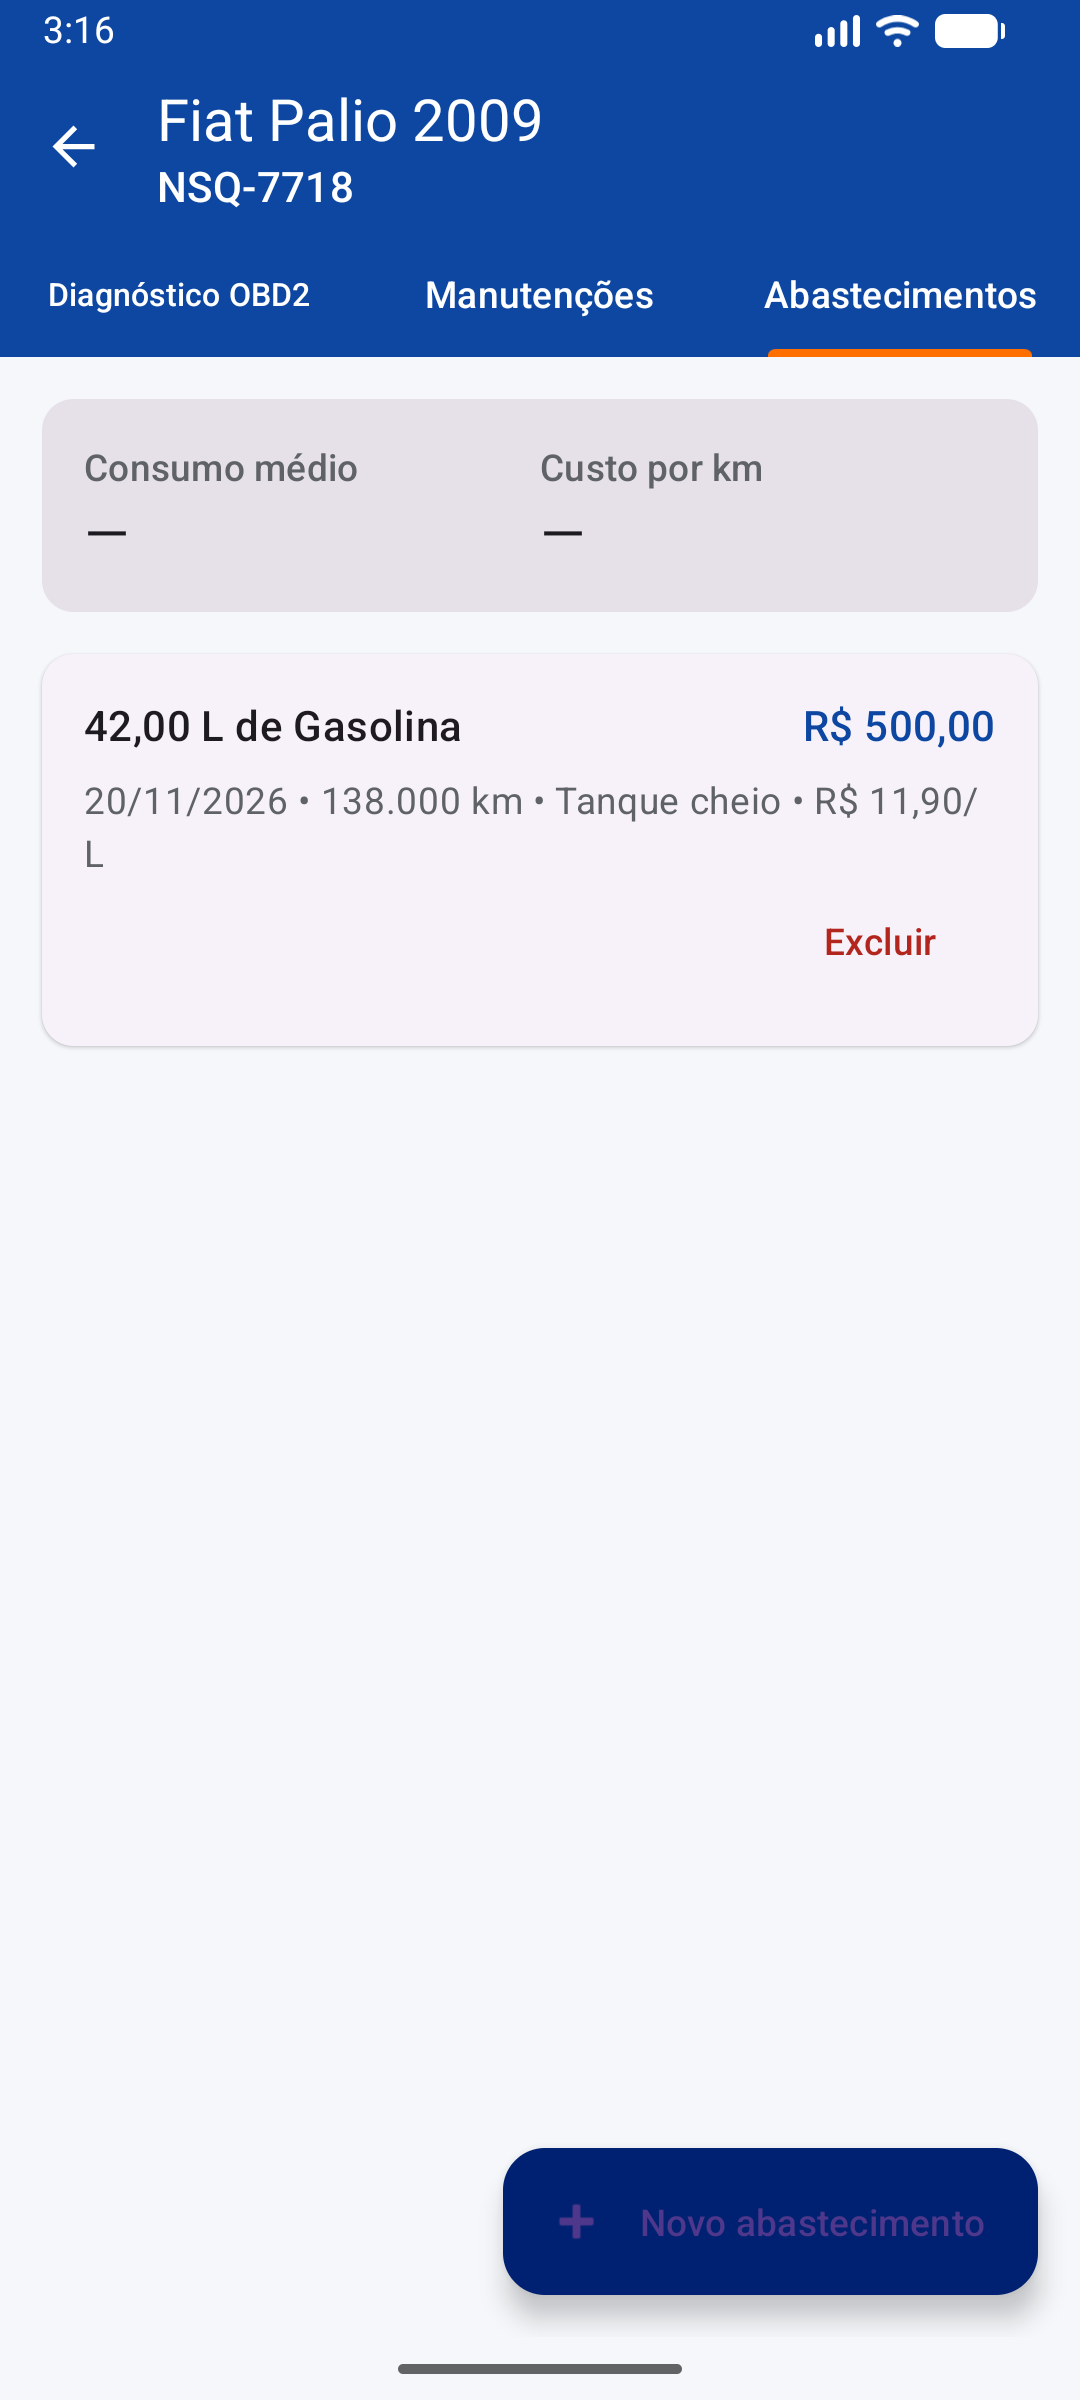 3:16
Fiat Palio 2009
NSQ-7718
Diagnóstico OBD2
Manutenções
Abastecimentos
Consumo médio
Custo por km
—
—
42,00 L de Gasolina
R$ 500,00
20/11/2026 • 138.000 km • Tanque cheio • R$ 11,90/
L
Excluir
Novo abastecimento